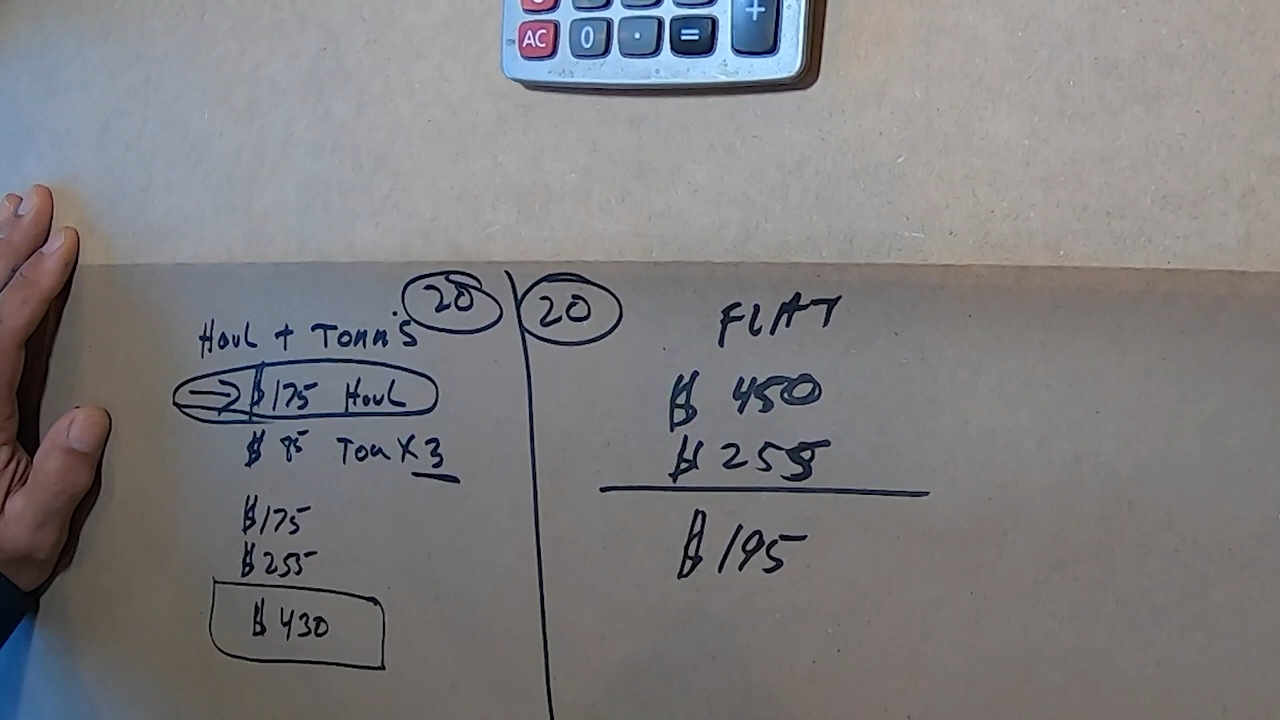 +
AC 0 . =
20
Haul + Tonn's
→ $175 Haul
$ 85 Ton X 3
$175
$255
$430
20
FLAT
$ 450
$ 255
$195